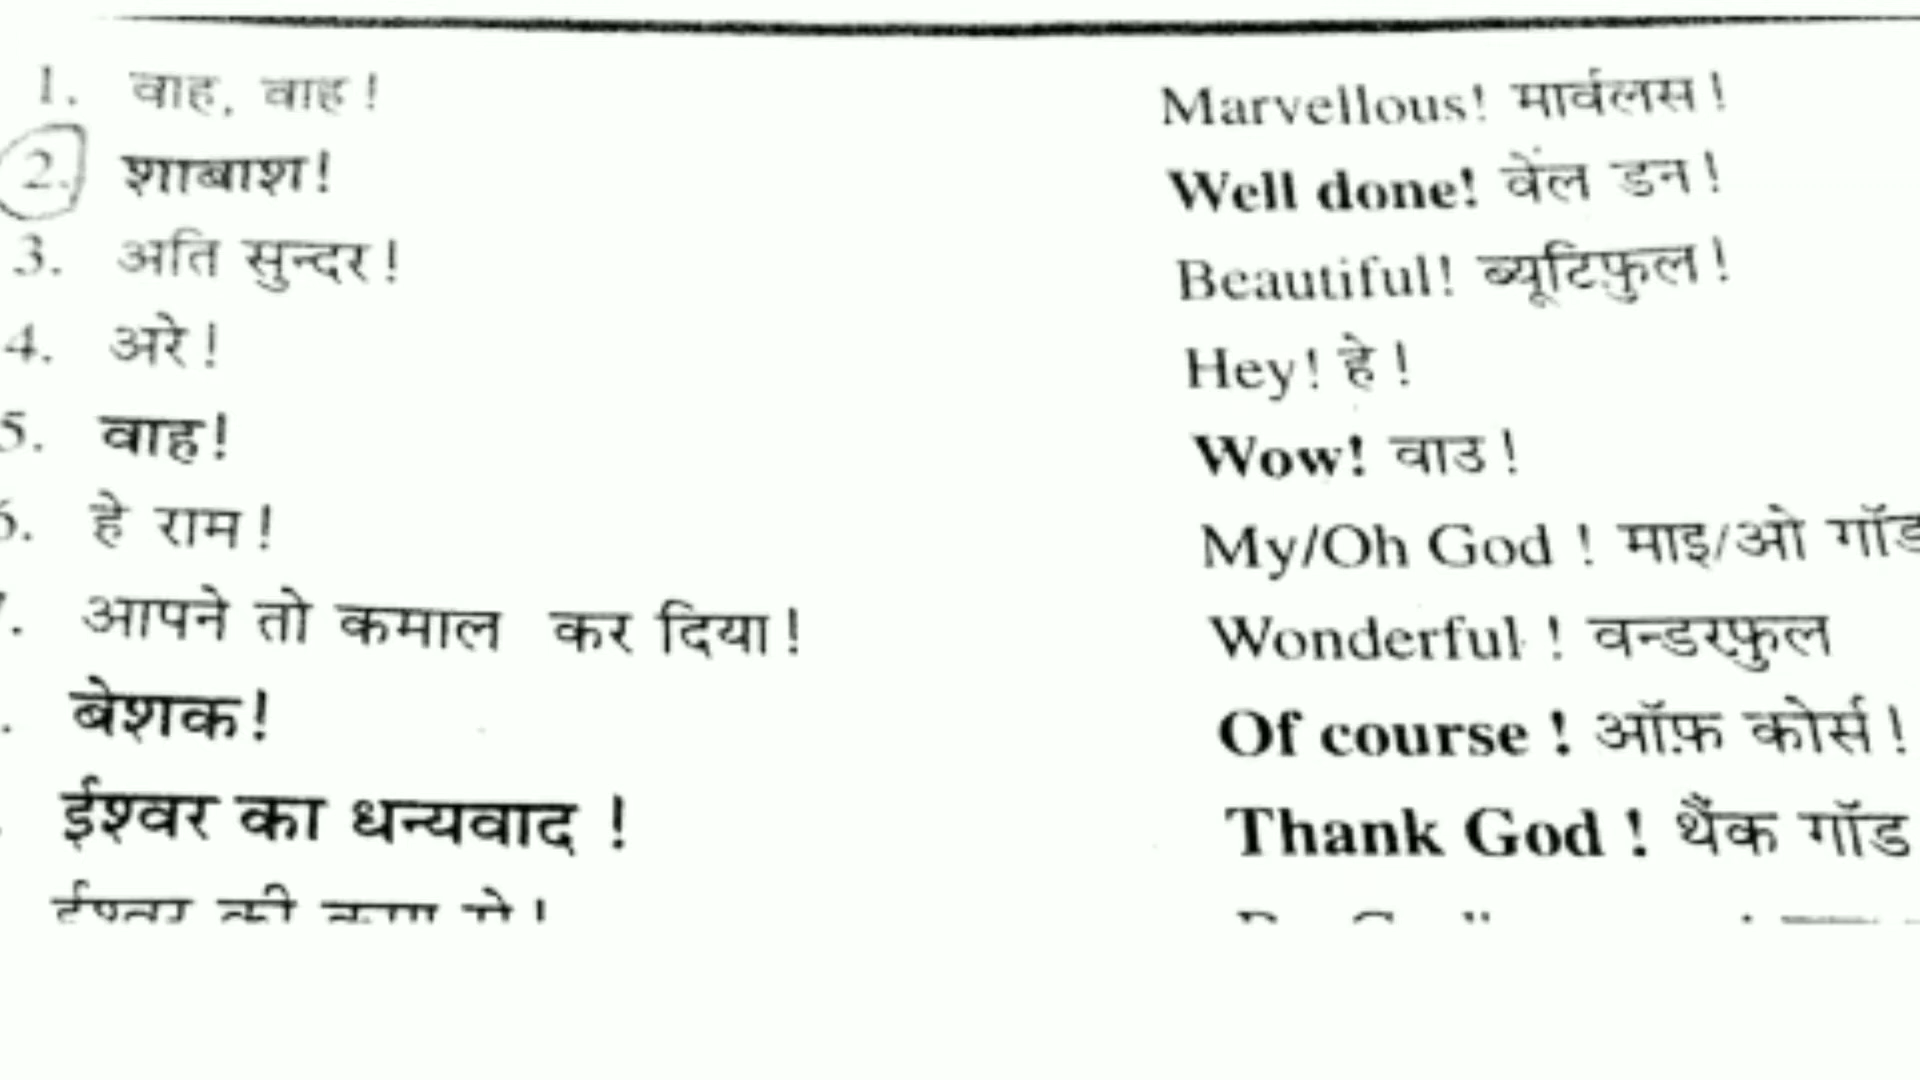 1. वाह, वाह! Marvellous! मार्वलस!
2. शाबाश! Well done! वेंल डन!
3. अति सुन्दर! Beautiful! ब्यूटिफ़ुल!
4. अरे! Hey! हे!
5. वाह! Wow! वाउ!
6. हे राम! My/Oh God ! माइ/ओ गॉड
7. आपने तो कमाल कर दिया! Wonderful ! वन्डरफ़ुल
. बेशक! Of course ! ऑफ़ कोर्स!
. ईश्वर का धन्यवाद ! Thank God ! थैंक गॉड